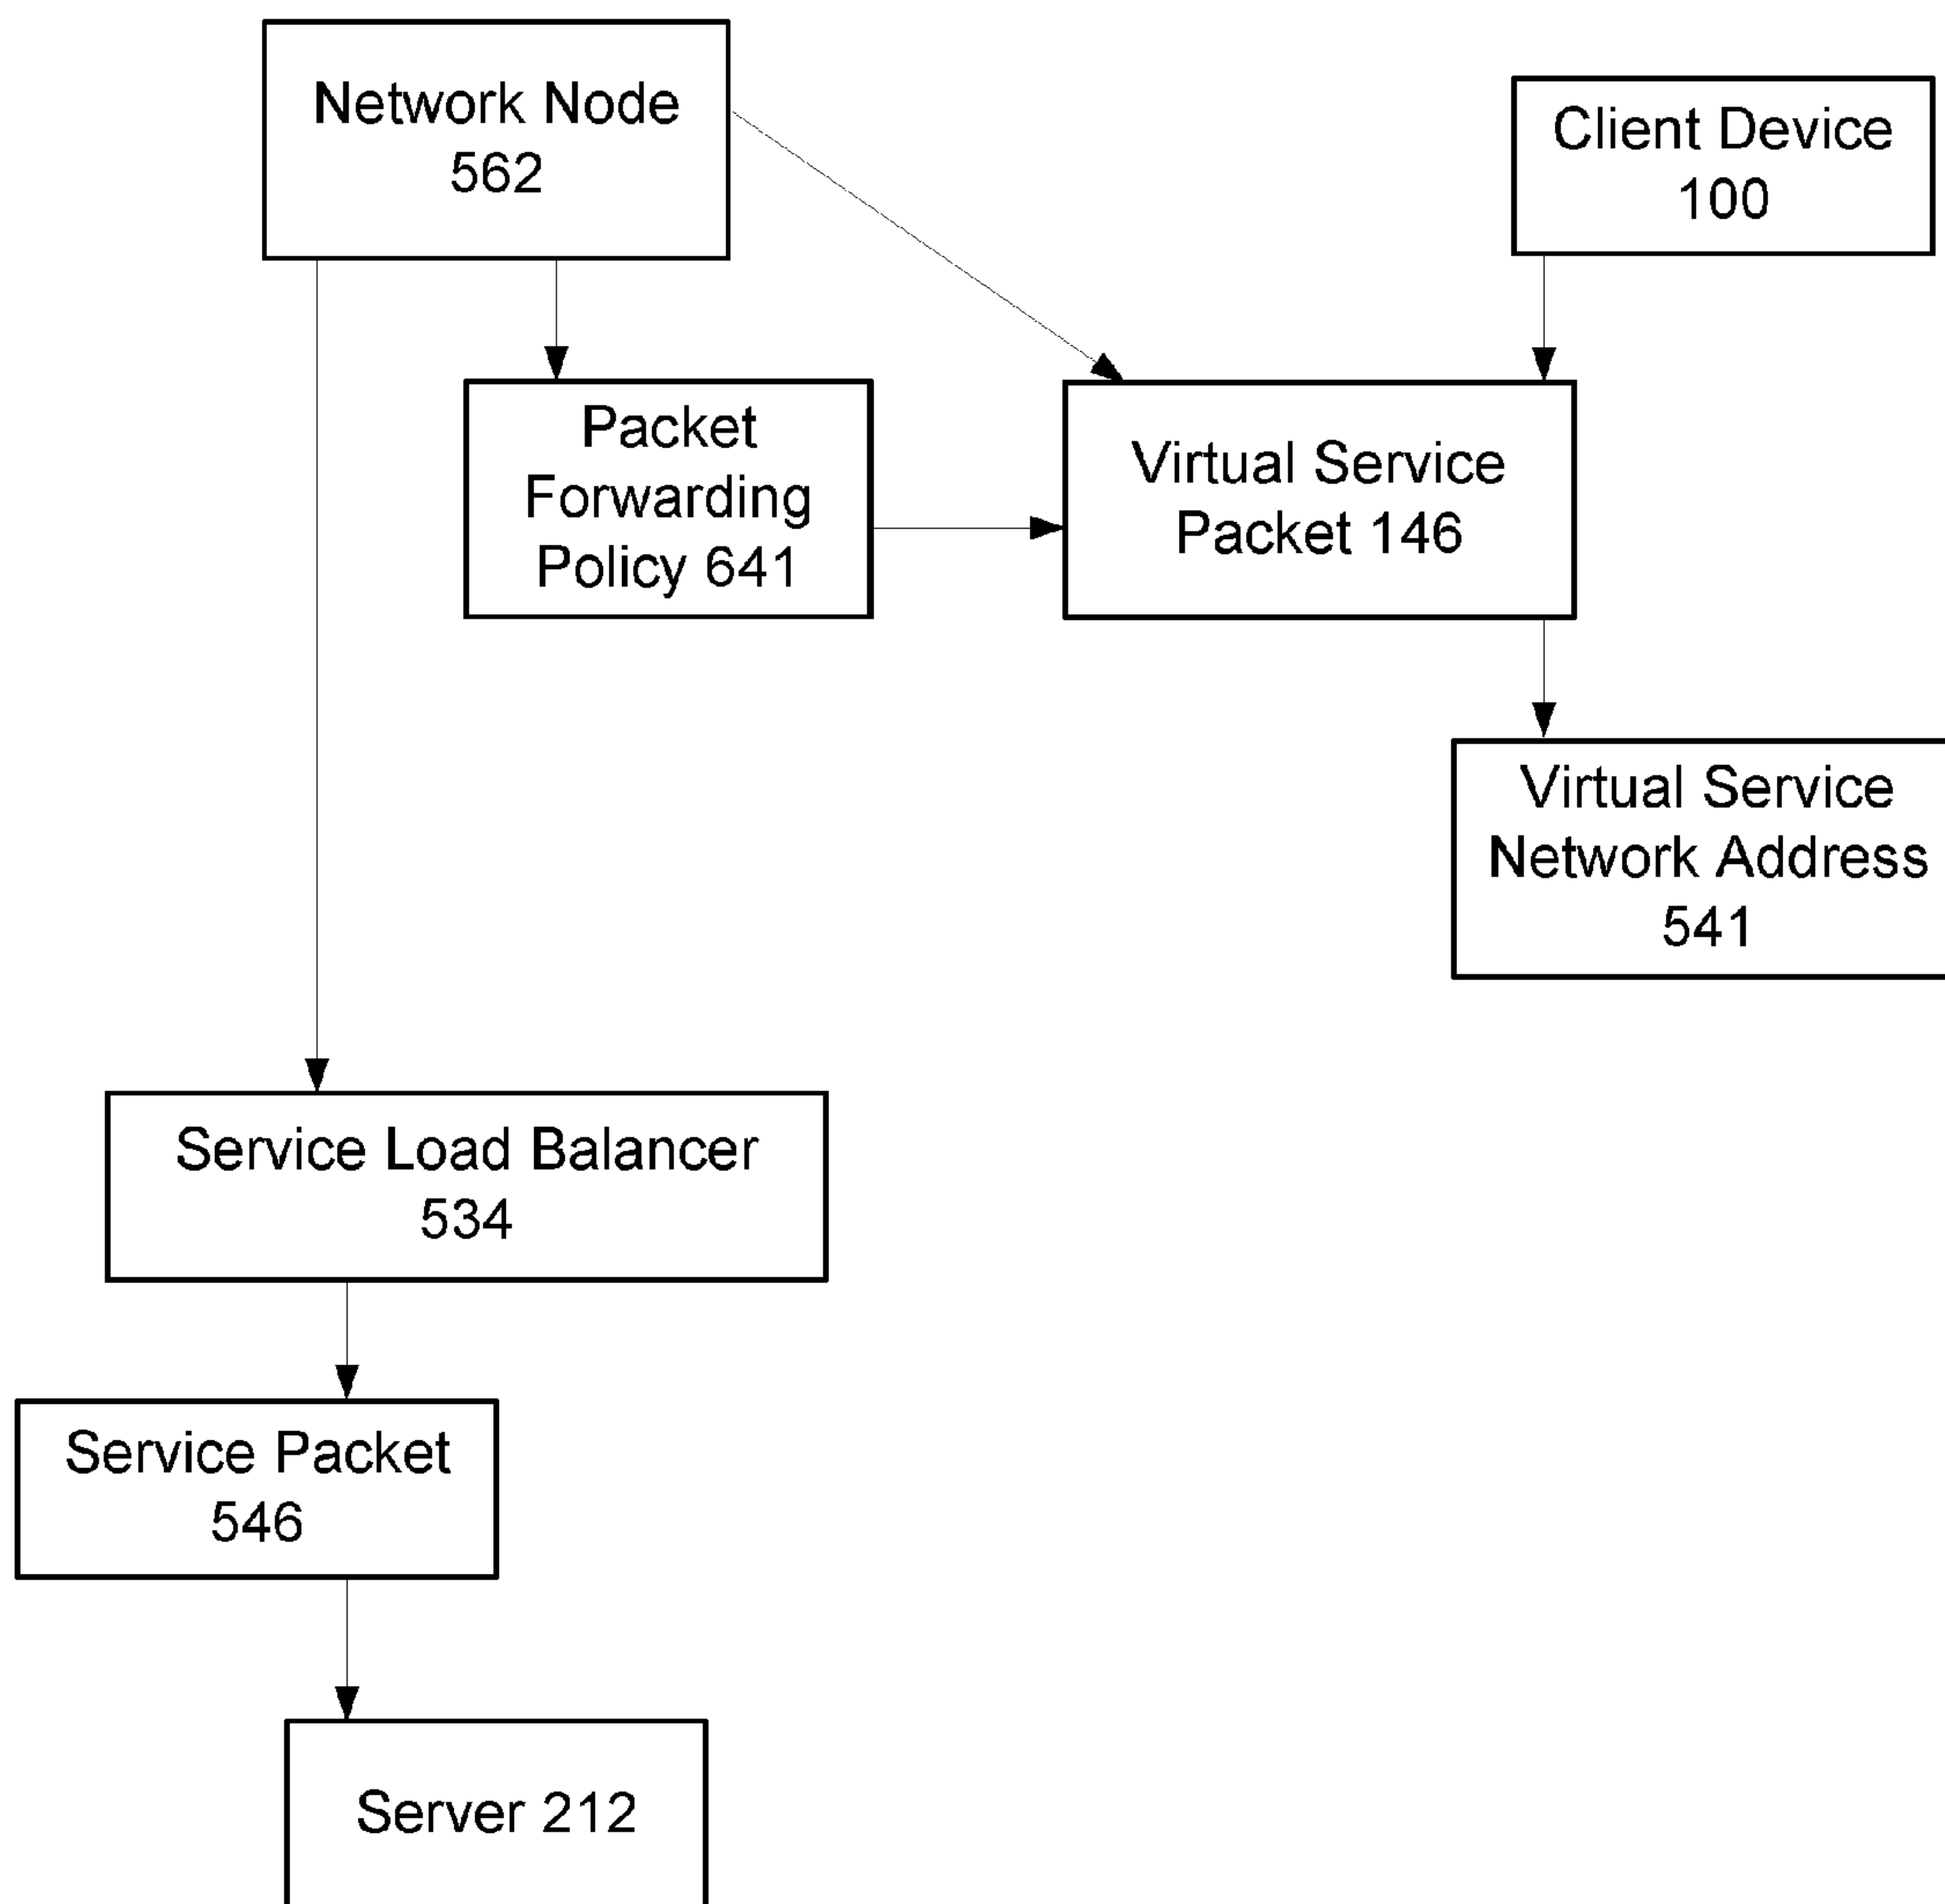 Network Node
562
Client Device
100
Packet
Forwarding
Policy 641
Virtual Service
Packet 146
Virtual Service
Network Address
541
Service Load Balancer
534
Service Packet
546
Server 212